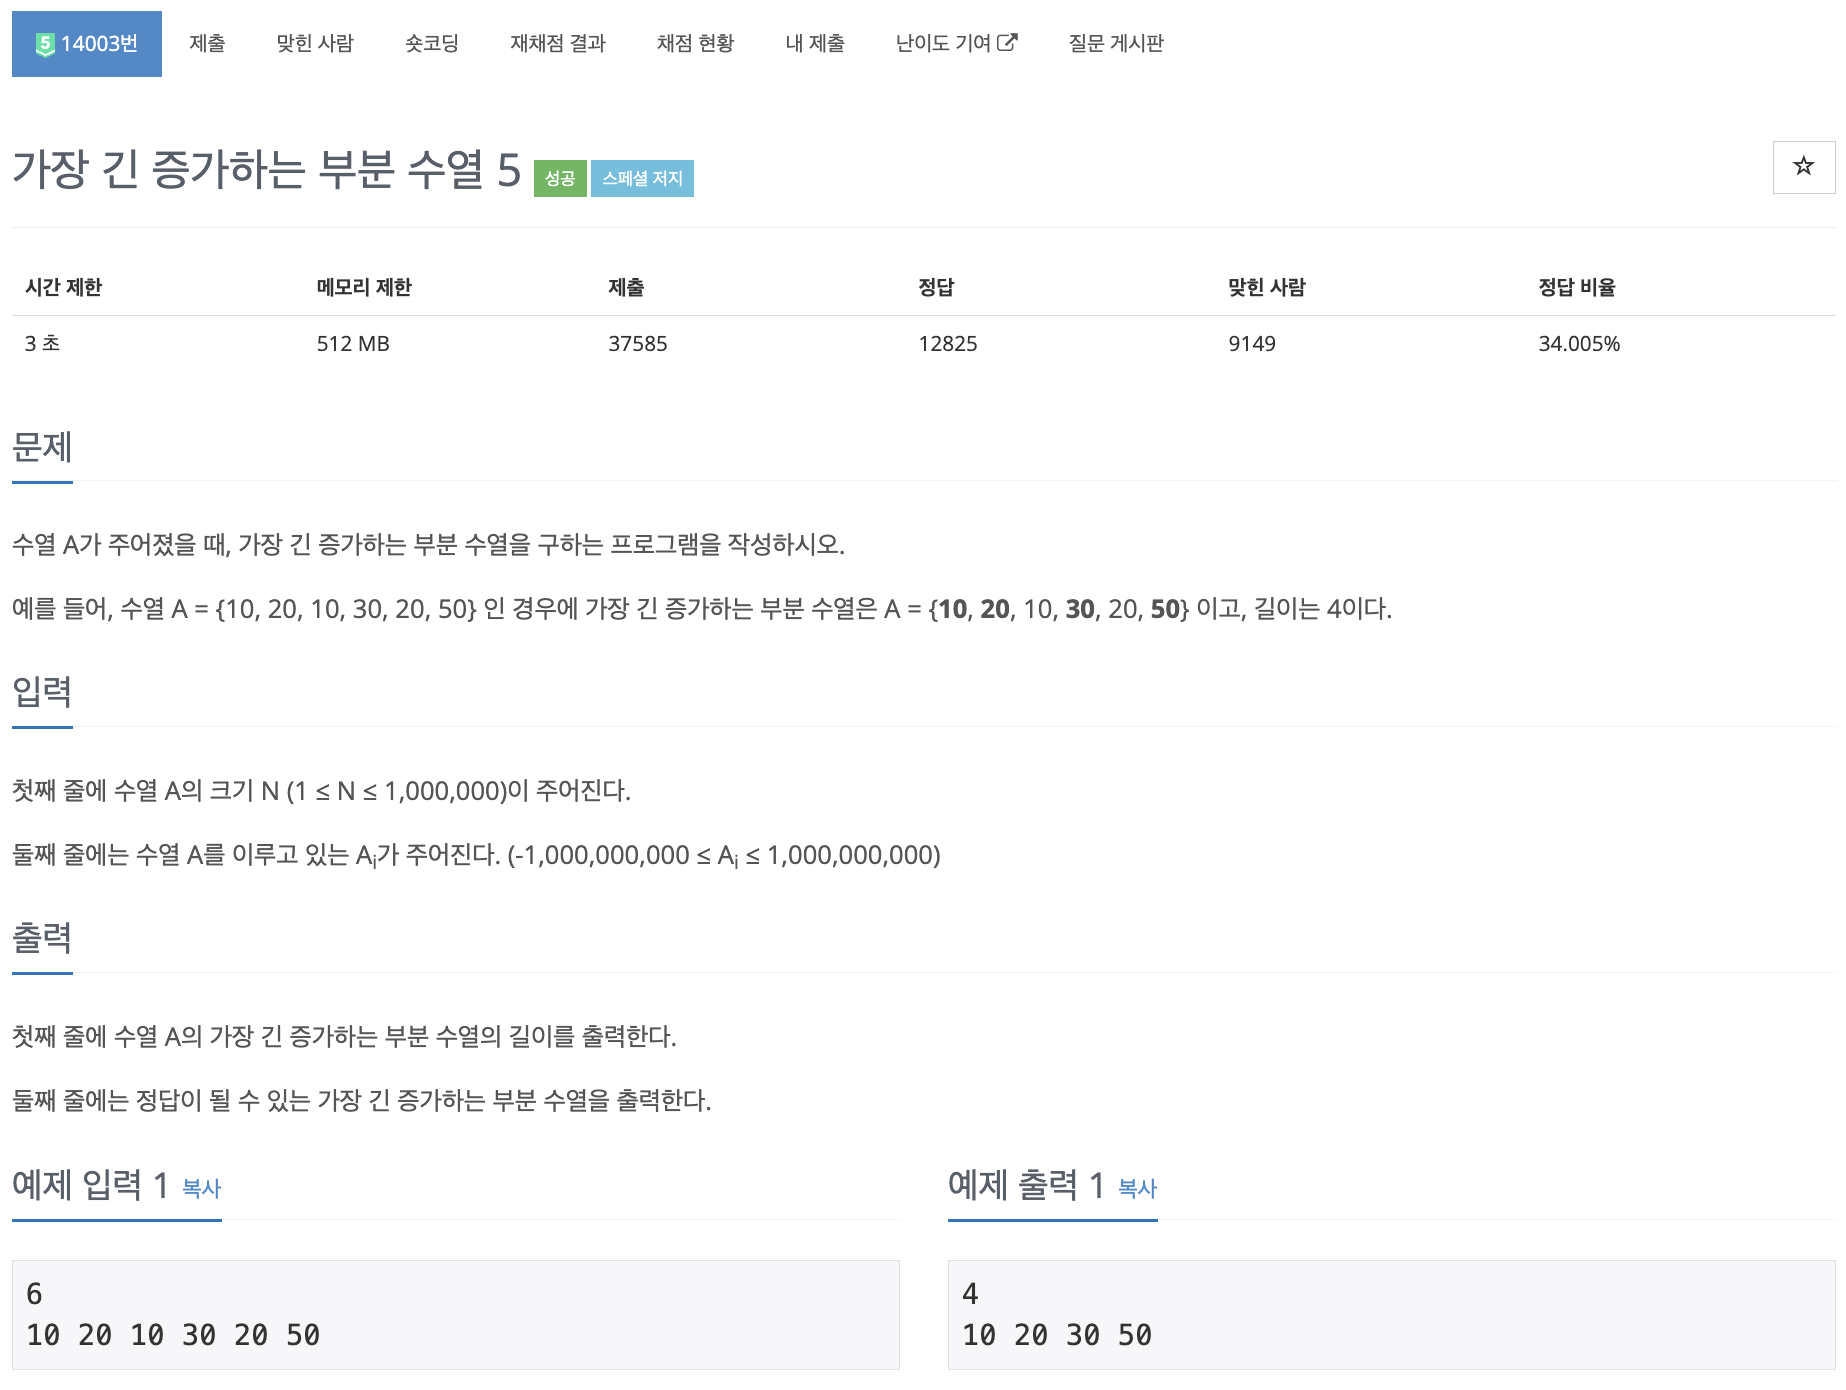 5 14003번 제출 맞힌 사람 숏코딩 재채점 결과 채점 현황 내 제출 난이도 기여 질문 게시판
가장 긴 증가하는 부분 수열 5 성공 스페셜 저지
시간 제한 메모리 제한 제출 정답 맞힌 사람 정답 비율
3 초 512 MB 37585 12825 9149 34.005%
문제
수열 A가 주어졌을 때, 가장 긴 증가하는 부분 수열을 구하는 프로그램을 작성하시오.
예를 들어, 수열 A = {10, 20, 10, 30, 20, 50} 인 경우에 가장 긴 증가하는 부분 수열은 A = {10, 20, 10, 30, 20, 50} 이고, 길이는 4이다.
입력
첫째 줄에 수열 A의 크기 N (1 ≤ N ≤ 1,000,000)이 주어진다.
둘째 줄에는 수열 A를 이루고 있는 Ai가 주어진다. (-1,000,000,000 ≤ Ai ≤ 1,000,000,000)
출력
첫째 줄에 수열 A의 가장 긴 증가하는 부분 수열의 길이를 출력한다.
둘째 줄에는 정답이 될 수 있는 가장 긴 증가하는 부분 수열을 출력한다.
예제 입력 1 복사
6
10 20 10 30 20 50
예제 출력 1 복사
4
10 20 30 50